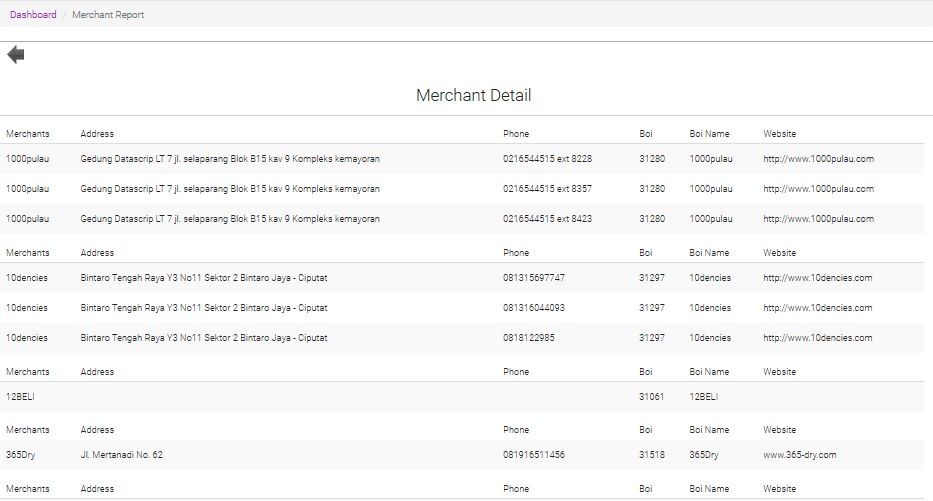 Dashboard / Merchant Report
Merchant Detail
Merchants Address Phone Boi Boi Name Website
1000pulau Gedung Datascrip LT 7 jl. selaparang Blok B15 kav 9 Kompleks kemayoran 0216544515 ext 8228 31280 1000pulau http://www.1000pulau.com
1000pulau Gedung Datascrip LT 7 jl. selaparang Blok B15 kav 9 Kompleks kemayoran 0216544515 ext 8357 31280 1000pulau http://www.1000pulau.com
1000pulau Gedung Datascrip LT 7 jl. selaparang Blok B15 kav 9 Kompleks kemayoran 0216544515 ext 8423 31280 1000pulau http://www.1000pulau.com
Merchants Address Phone Boi Boi Name Website
10dencies Bintaro Tengah Raya Y3 No11 Sektor 2 Bintaro Jaya - Ciputat 081315697747 31297 10dencies http://www.10dencies.com
10dencies Bintaro Tengah Raya Y3 No11 Sektor 2 Bintaro Jaya - Ciputat 081316044093 31297 10dencies http://www.10dencies.com
10dencies Bintaro Tengah Raya Y3 No11 Sektor 2 Bintaro Jaya - Ciputat 0818122985 31297 10dencies http://www.10dencies.com
Merchants Address Phone Boi Boi Name Website
12BELI 31061 12BELI
Merchants Address Phone Boi Boi Name Website
365Dry Jl. Mertanadi No. 62 081916511456 31518 365Dry www.365-dry.com
Merchants Address Phone Boi Boi Name Website